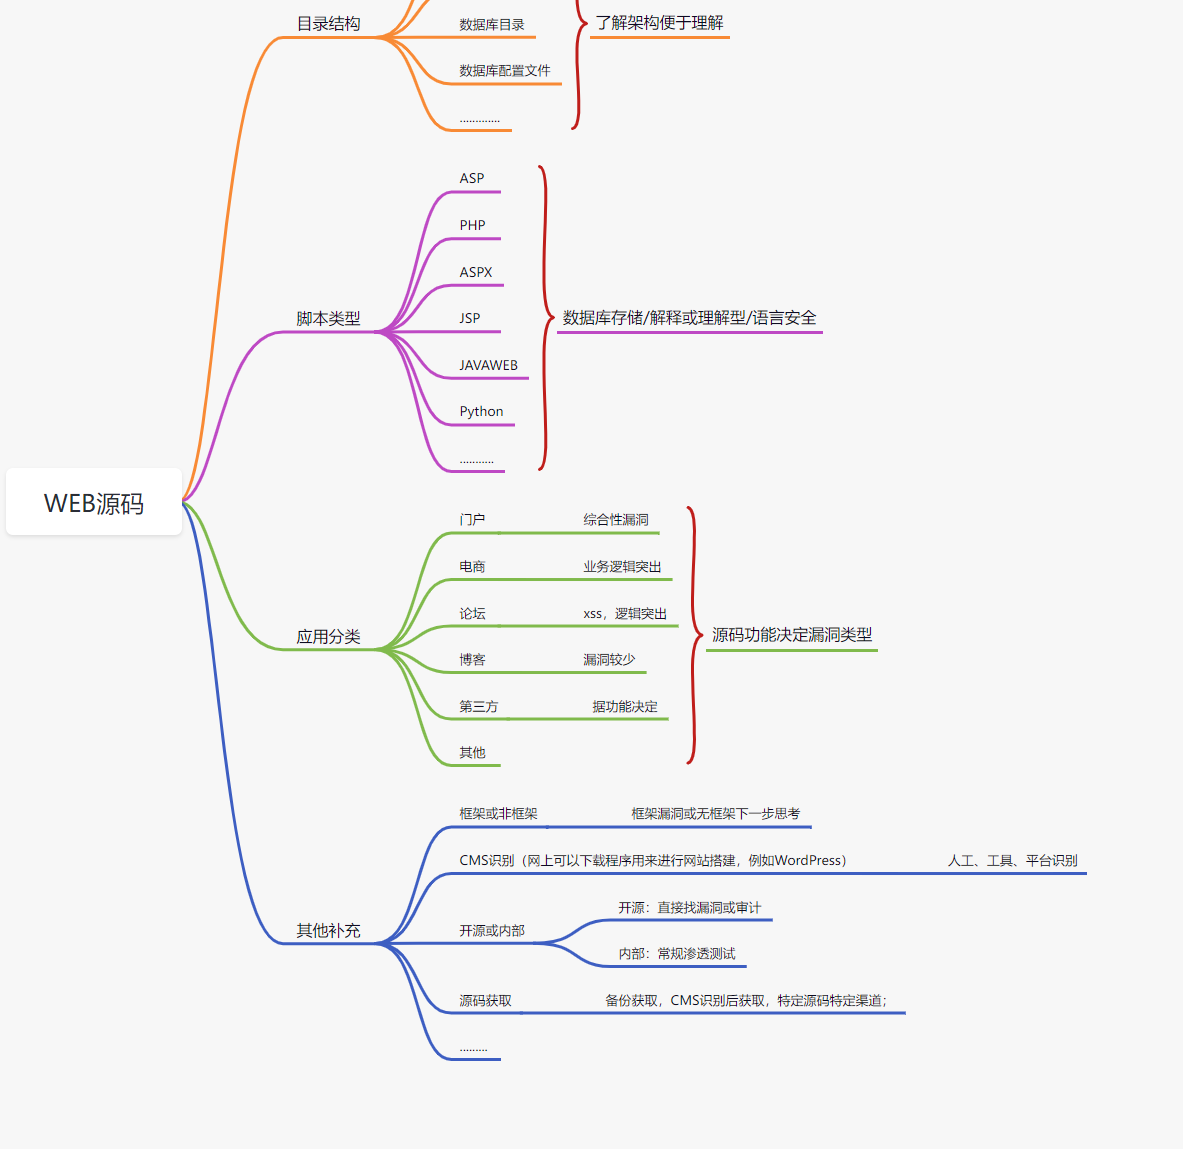 目录结构
数据库目录
数据库配置文件
.............
了解架构便于理解
脚本类型
ASP
PHP
ASPX
JSP
JAVAWEB
Python
...........
数据库存储/解释或理解型/语言安全
WEB源码
应用分类
门户
综合性漏洞
电商
业务逻辑突出
论坛
xss，逻辑突出
博客
漏洞较少
第三方
据功能决定
其他
源码功能决定漏洞类型
其他补充
框架或非框架
框架漏洞或无框架下一步思考
CMS识别（网上可以下载程序用来进行网站搭建，例如WordPress）
人工、工具、平台识别
开源或内部
开源：直接找漏洞或审计
内部：常规渗透测试
源码获取
备份获取，CMS识别后获取，特定源码特定渠道；
.........